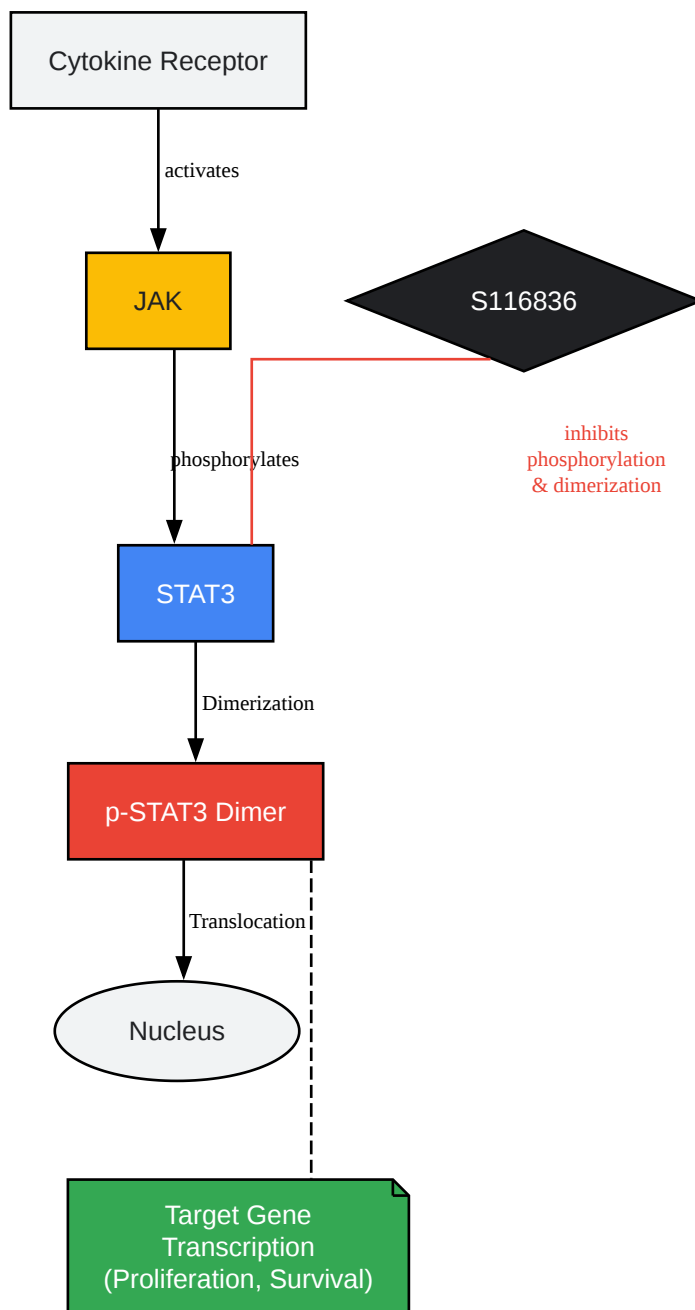 Cytokine Receptor
activates
JAK
S116836
inhibits
phosphorylation
& dimerization
phosphorylates
STAT3
Dimerization
p-STAT3 Dimer
Translocation
Nucleus
Target Gene
Transcription
(Proliferation, Survival)